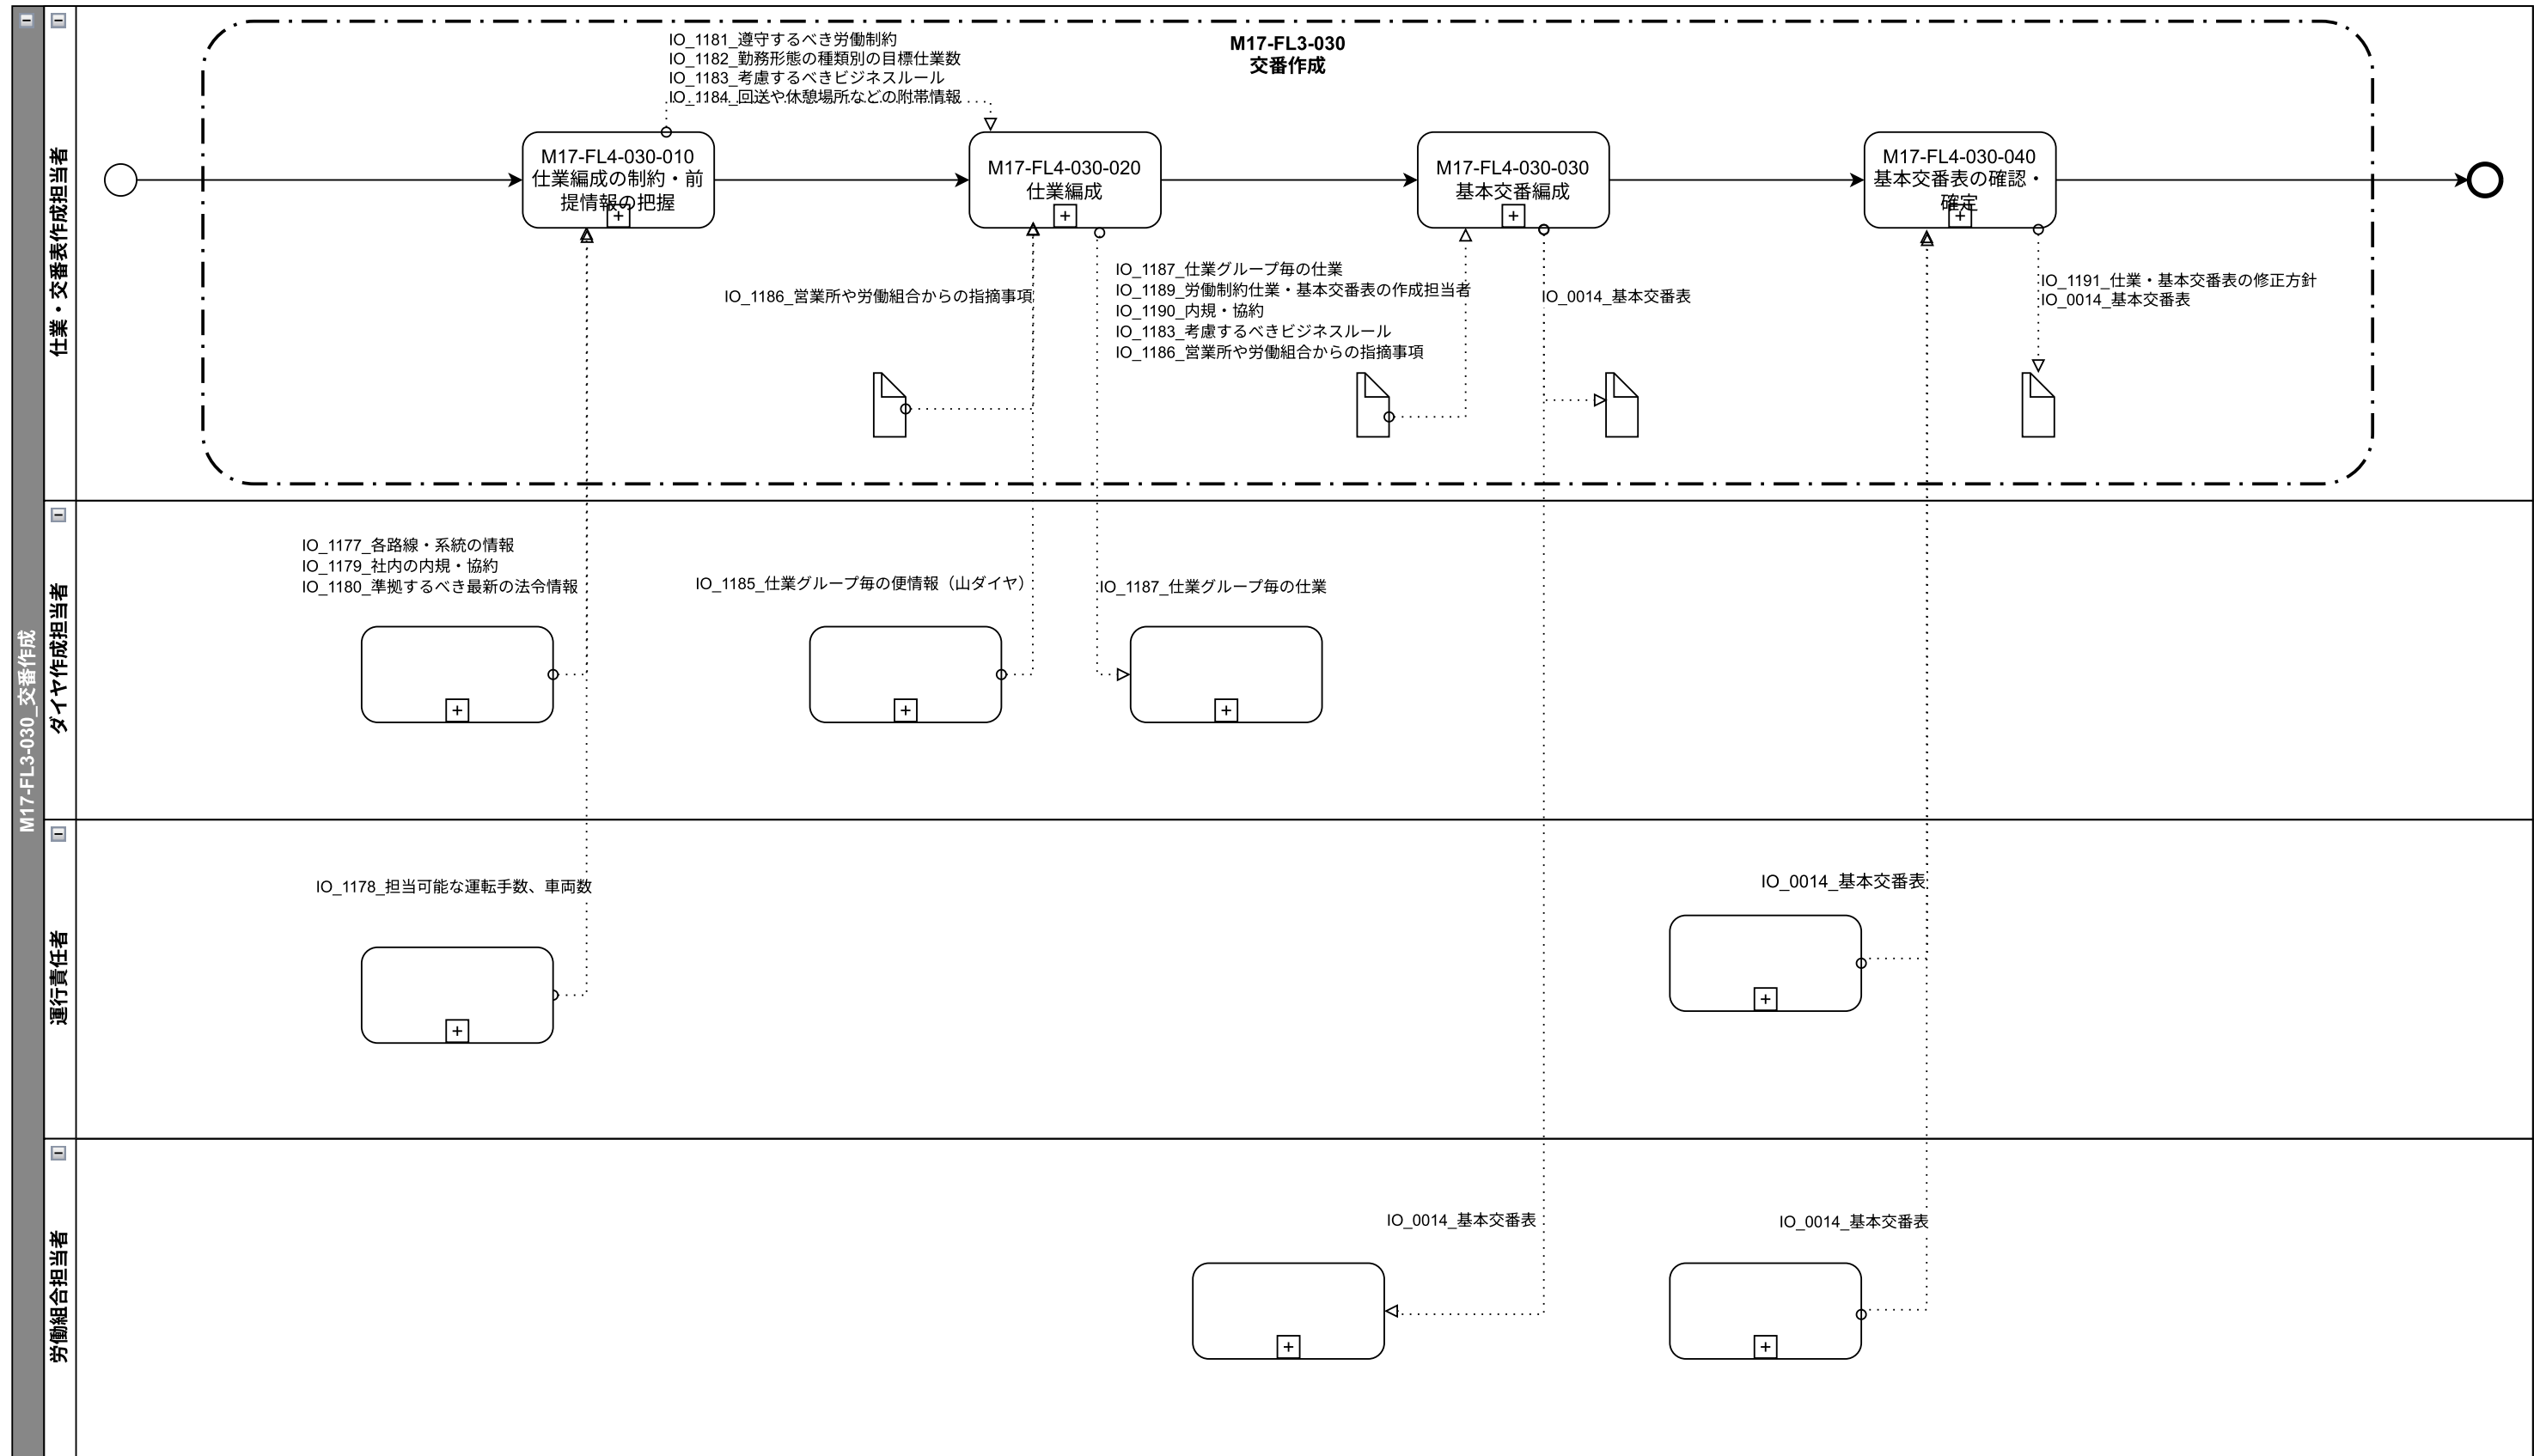 M17-FL3-030_交番作成
仕業・交番表作成担当者
M17-FL3-030
交番作成
IO_1181_遵守するべき労働制約
IO_1182_勤務形態の種類別の目標仕業数
IO_1183_考慮するべきビジネスルール
IO_1184_回送や休憩場所などの附帯情報
M17-FL4-030-010
仕業編成の制約・前
提情報の把握
M17-FL4-030-020
仕業編成
M17-FL4-030-030
基本交番編成
M17-FL4-030-040
基本交番表の確認・
確定
IO_1186_営業所や労働組合からの指摘事項
IO_1187_仕業グループ毎の仕業
IO_1189_労働制約仕業・基本交番表の作成担当者
IO_1190_内規・協約
IO_1183_考慮するべきビジネスルール
IO_1186_営業所や労働組合からの指摘事項
IO_0014_基本交番表
IO_1191_仕業・基本交番表の修正方針
IO_0014_基本交番表
ダイヤ作成担当者
IO_1177_各路線・系統の情報
IO_1179_社内の内規・協約
IO_1180_準拠するべき最新の法令情報
IO_1185_仕業グループ毎の便情報（山ダイヤ）
IO_1187_仕業グループ毎の仕業
運行責任者
IO_1178_担当可能な運転手数、車両数
IO_0014_基本交番表
労働組合担当者
IO_0014_基本交番表
IO_0014_基本交番表